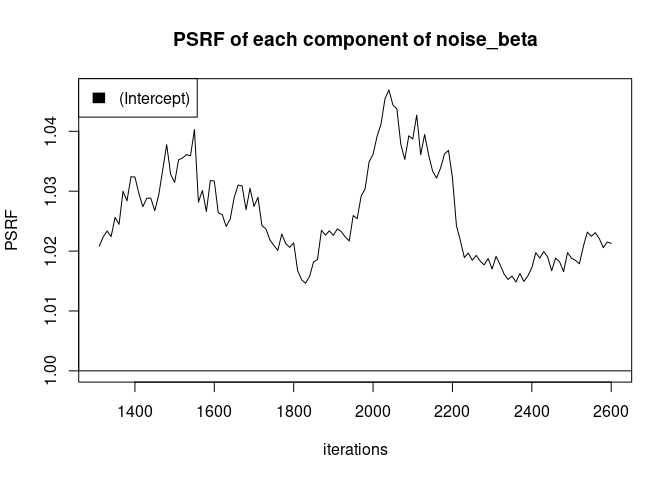 PSRF of each component of noise_beta
(Intercept)
PSRF
1.04
1.03
1.02
1.01
1.00
1400 1600 1800 2000 2200 2400 2600
iterations